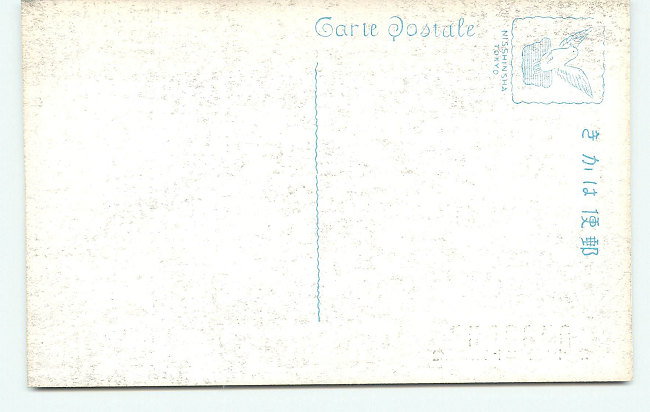 Carte Postale
NISSHINSHA
TOKYO
郵便はかき